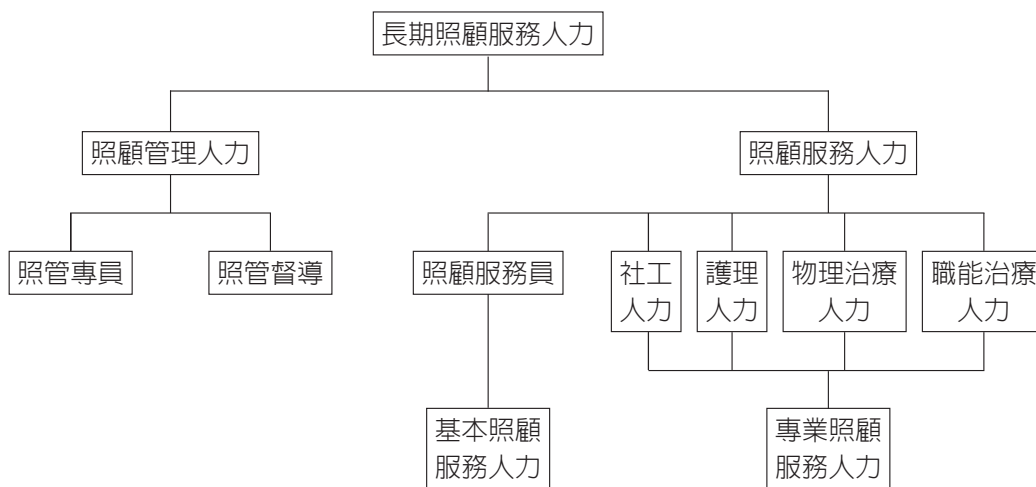 長期照顧服務人力
照顧管理人力
照顧服務人力
照管專員
照管督導
照顧服務員
社工
人力
護理
人力
物理治療
人力
職能治療
人力
基本照顧
服務人力
專業照顧
服務人力